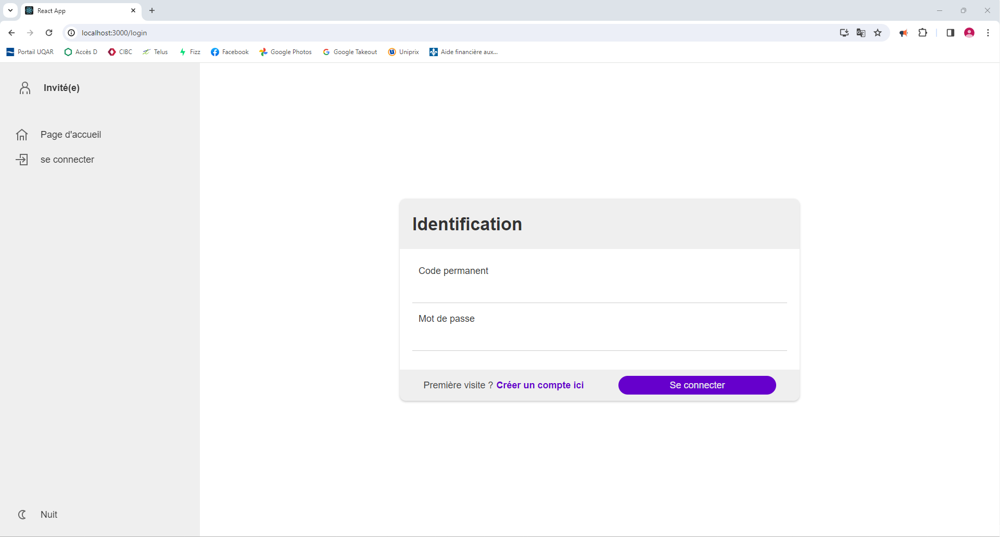 React App
localhost:3000/login
Portail UQAR Accès D CIBC Telus Fizz Facebook Google Photos Google Takeout Uniprix Aide financière aux...
Invité(e)
Page d'accueil
se connecter
Identification
Code permanent
Mot de passe
Première visite ? Créer un compte ici Se connecter
Nuit